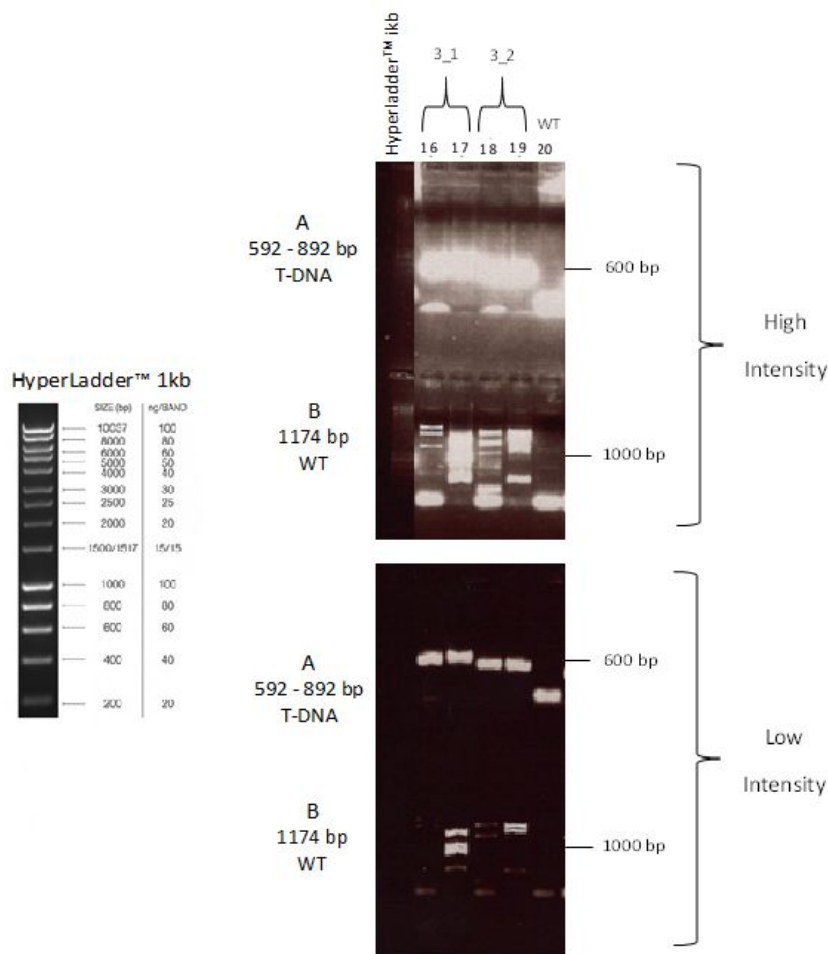 Hyperladder™ ikb
3_1
3_2
WT
16
17
18
19
20
A
592 - 892 bp
T-DNA
600 bp
High
Intensity
B
1174 bp
WT
1000 bp
HyperLadder™ 1kb
SIZE (bp)
ng/BAND
10037
100
8000
80
6000
60
5000
50
4000
40
3000
30
2500
25
2000
20
1500/1517
15/15
1000
100
800
80
600
60
400
40
200
20
A
592 - 892 bp
T-DNA
600 bp
Low
Intensity
B
1174 bp
WT
1000 bp